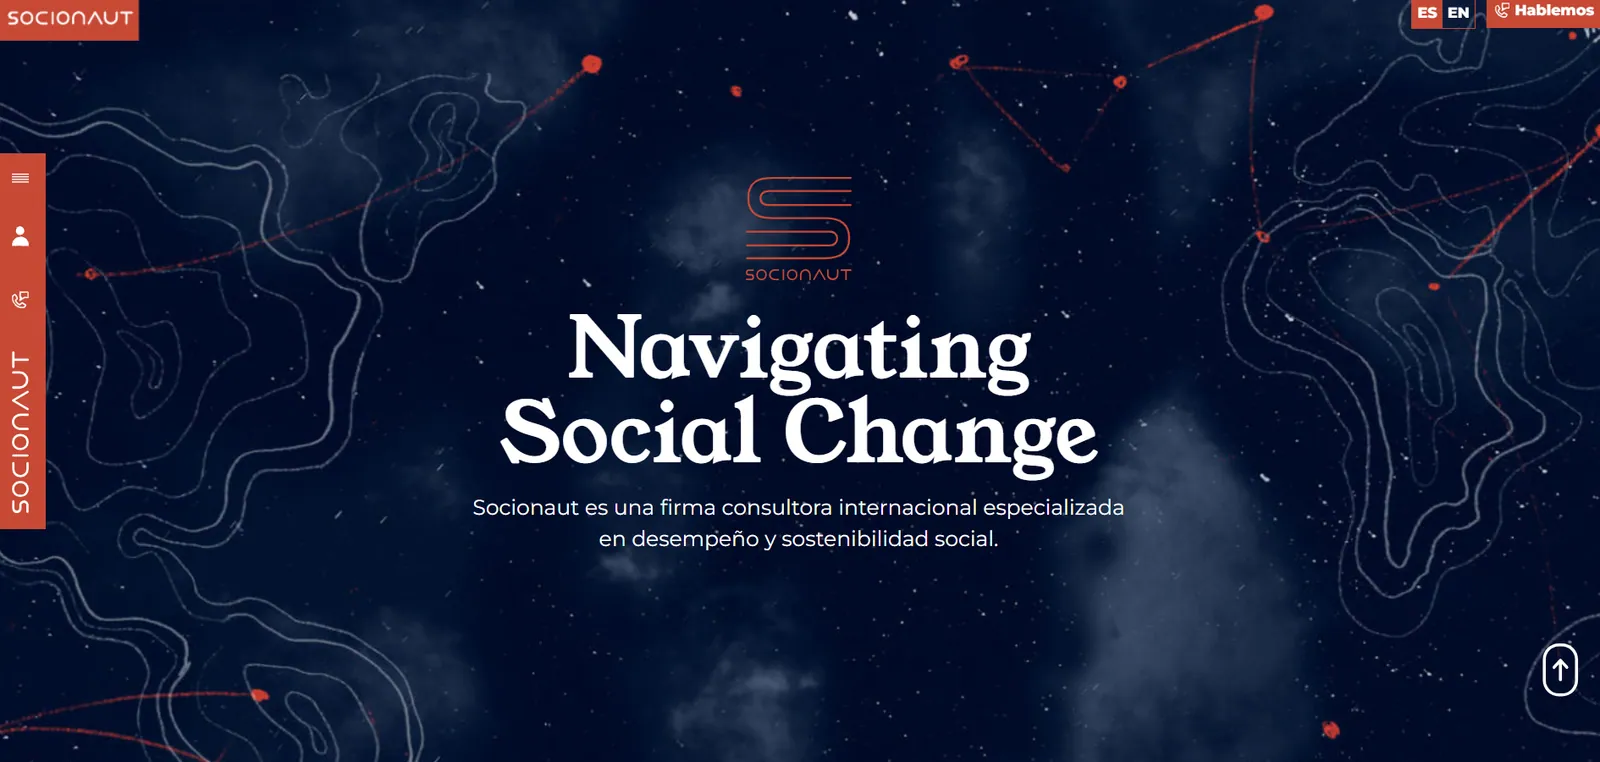 SOCIONAUT
ES EN
Hablemos
SOCIONAUT
SOCIONAUT
Navigating
Social Change
Socionaut es una firma consultora internacional especializada
en desempeño y sostenibilidad social.